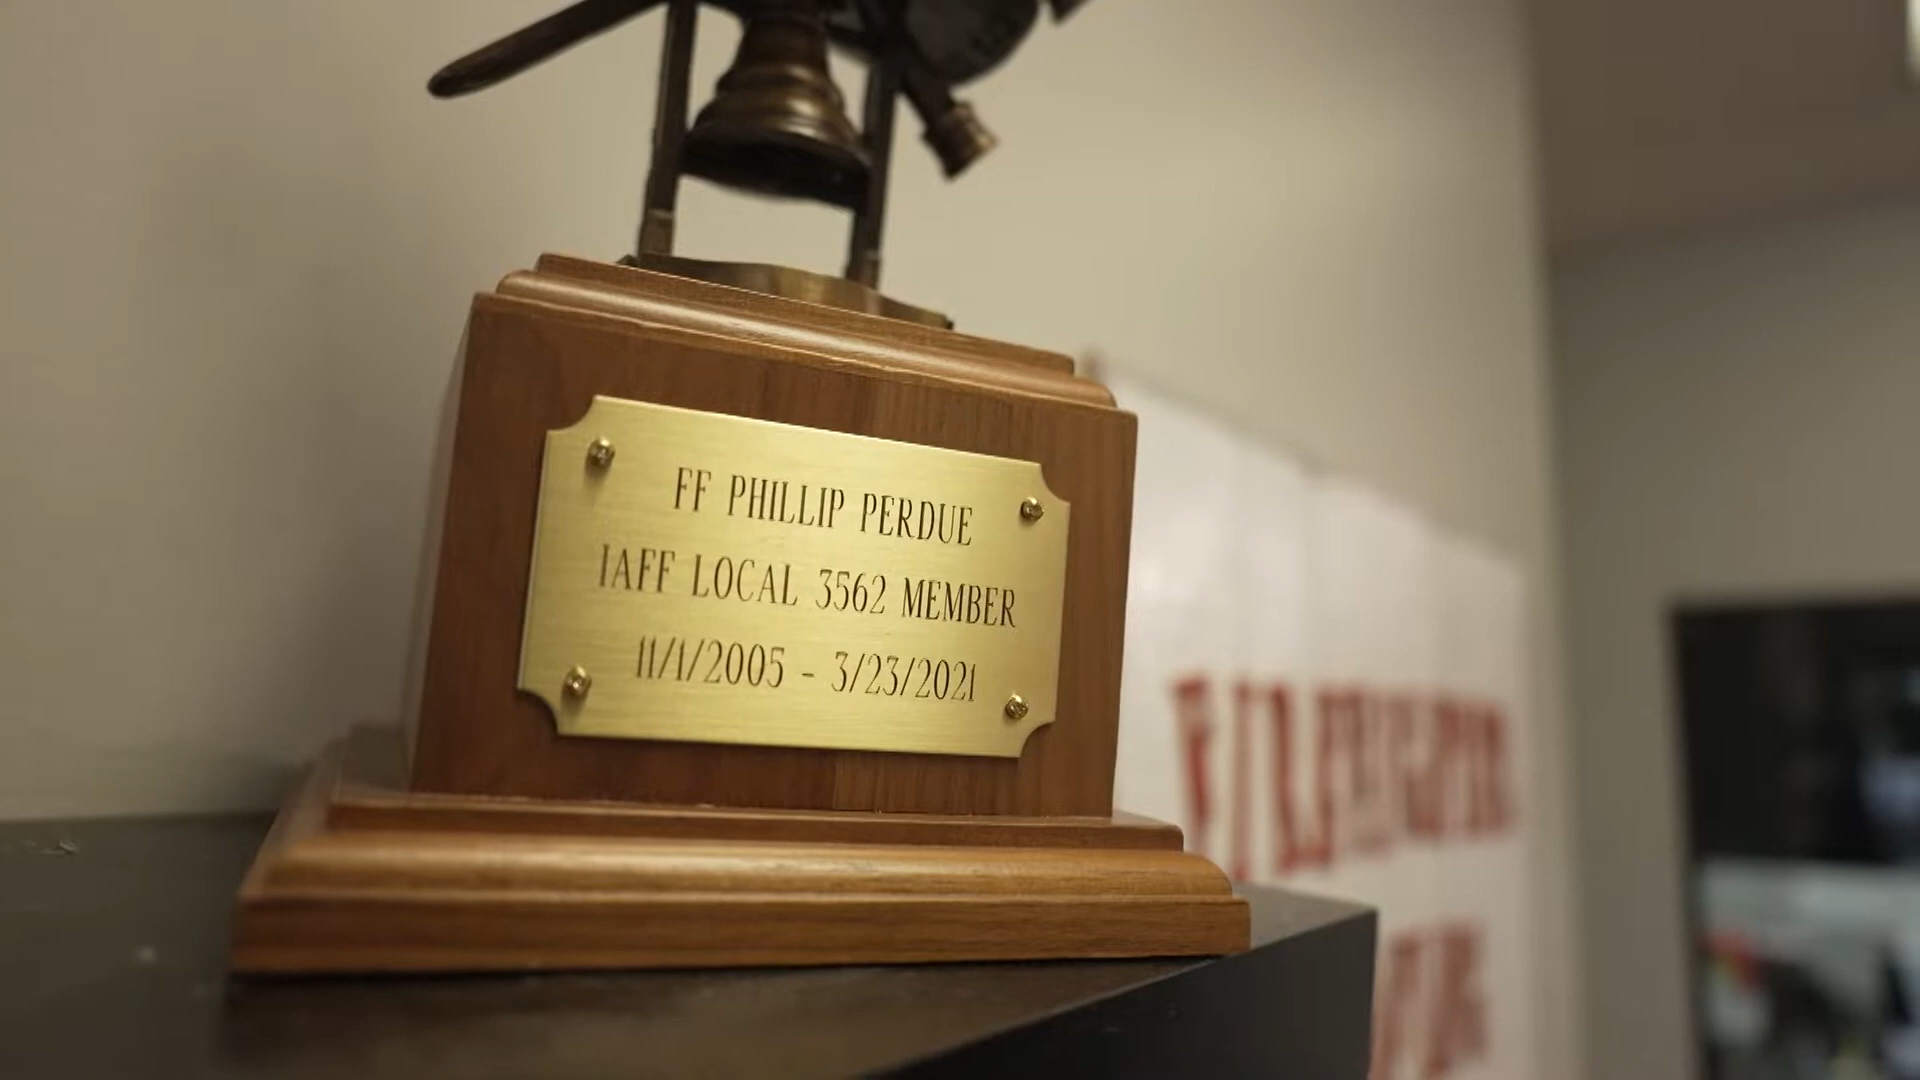 FF PHILLIP PERDUE
IAFF LOCAL 3562 MEMBER
11/1/2005 - 3/23/2021